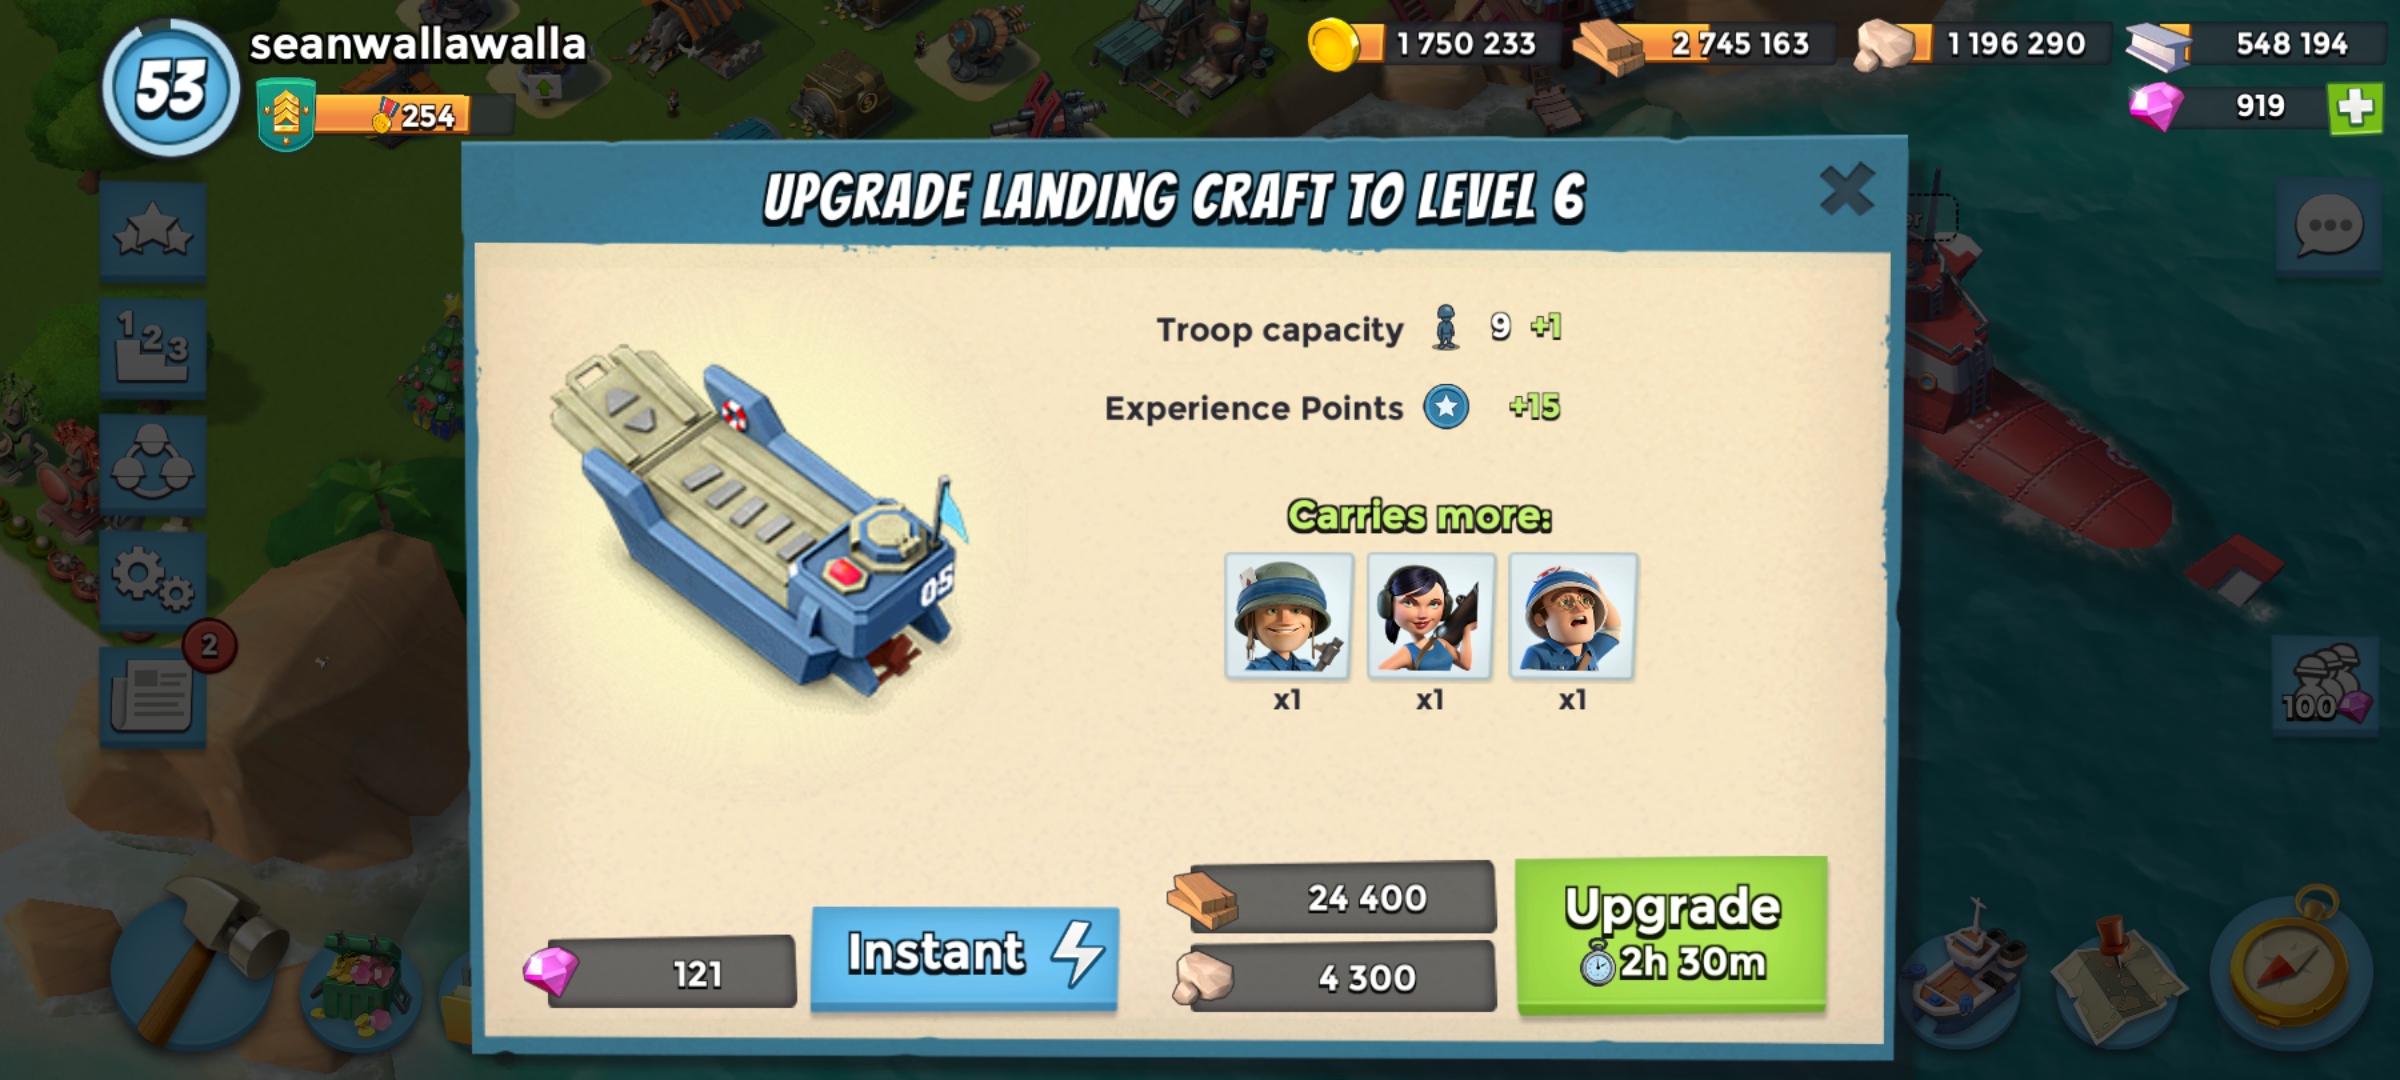 53
seanwallawalla
254
1 750 233
2 745 163
1 196 290
548 194
919
UPGRADE LANDING CRAFT TO LEVEL 6
Troop capacity 9 +1
Experience Points +15
Carries more:
x1 x1 x1
05
1 2 3
2
100
121
Instant
24 400
4 300
Upgrade
2h 30m